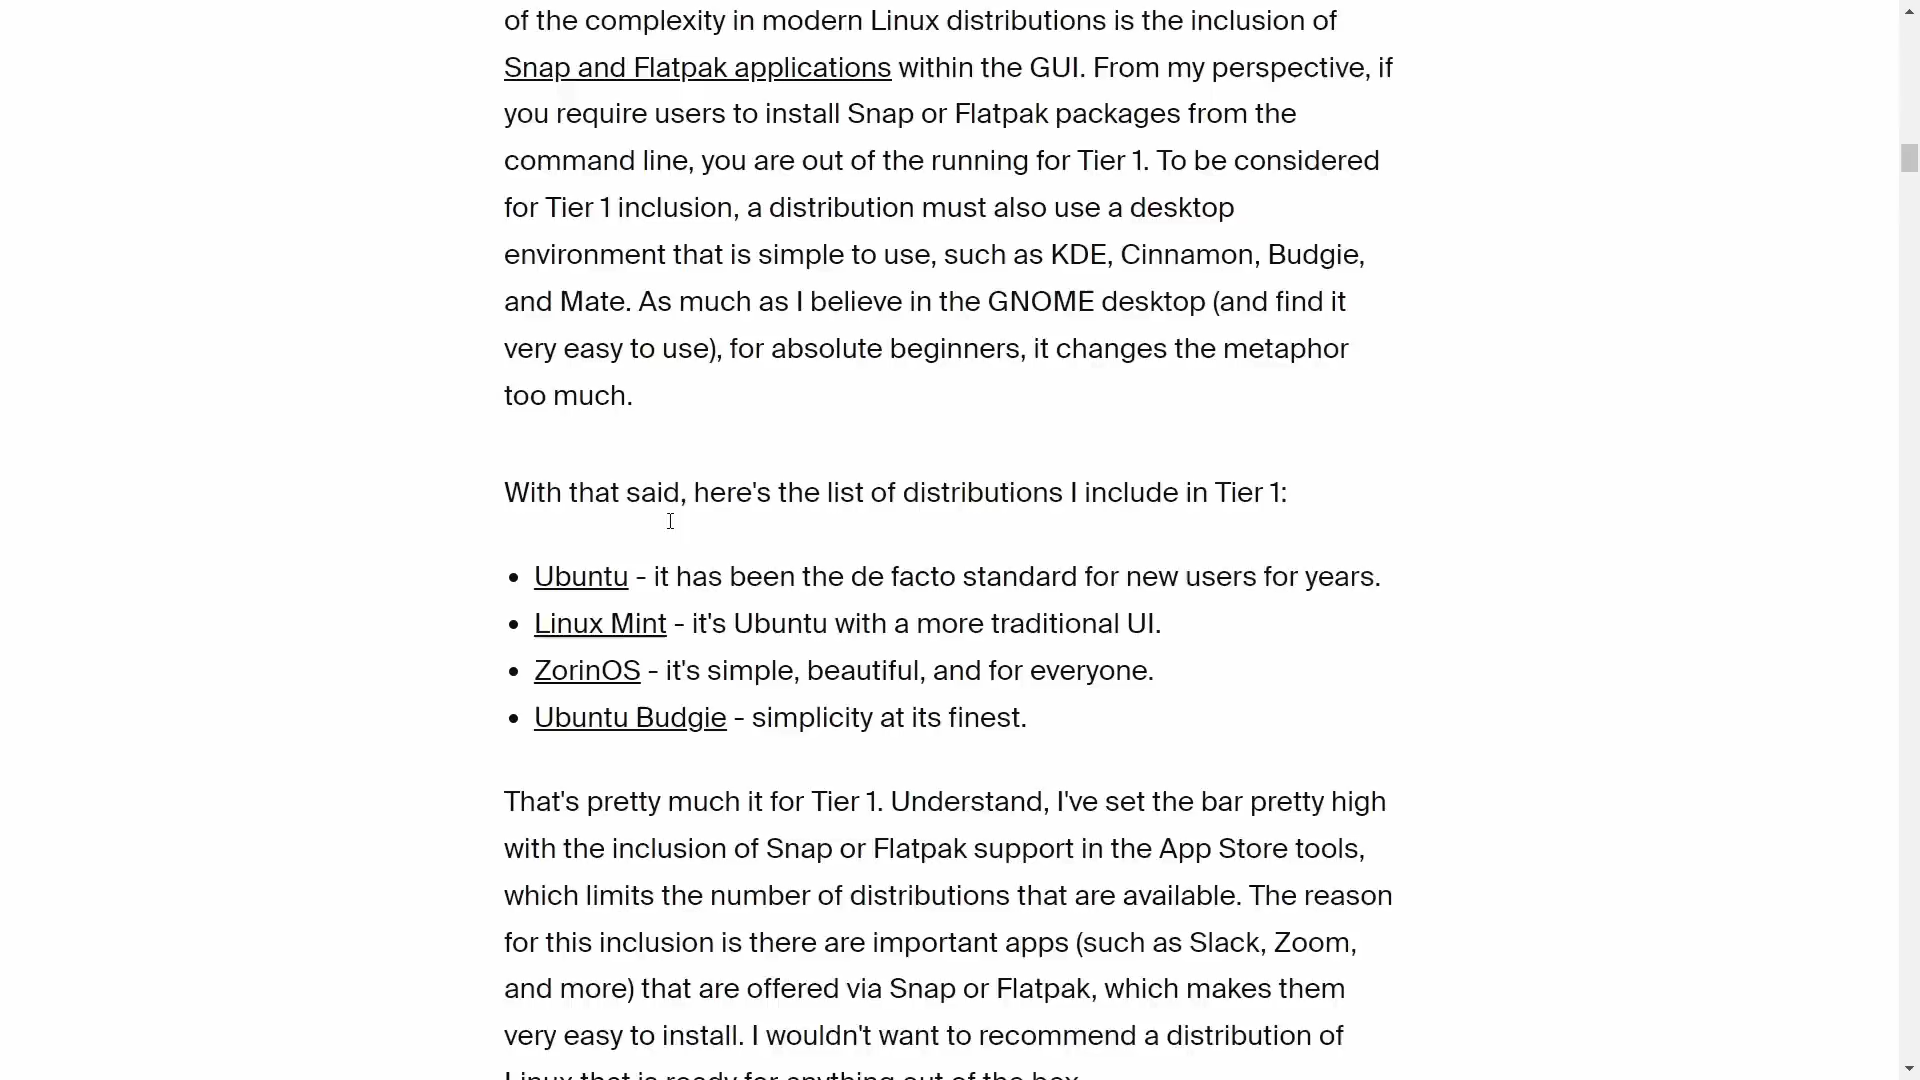 of the complexity in modern Linux distributions is the inclusion of
Snap and Flatpak applications within the GUI. From my perspective, if
you require users to install Snap or Flatpak packages from the
command line, you are out of the running for Tier 1. To be considered
for Tier 1 inclusion, a distribution must also use a desktop
environment that is simple to use, such as KDE, Cinnamon, Budgie,
and Mate. As much as I believe in the GNOME desktop (and find it
very easy to use), for absolute beginners, it changes the metaphor
too much.
With that said, here's the list of distributions I include in Tier 1:
• Ubuntu - it has been the de facto standard for new users for years.
• Linux Mint - it's Ubuntu with a more traditional UI.
• ZorinOS - it's simple, beautiful, and for everyone.
• Ubuntu Budgie - simplicity at its finest.
That's pretty much it for Tier 1. Understand, I've set the bar pretty high
with the inclusion of Snap or Flatpak support in the App Store tools,
which limits the number of distributions that are available. The reason
for this inclusion is there are important apps (such as Slack, Zoom,
and more) that are offered via Snap or Flatpak, which makes them
very easy to install. I wouldn't want to recommend a distribution of
Linux that is ready for anything out of the box.